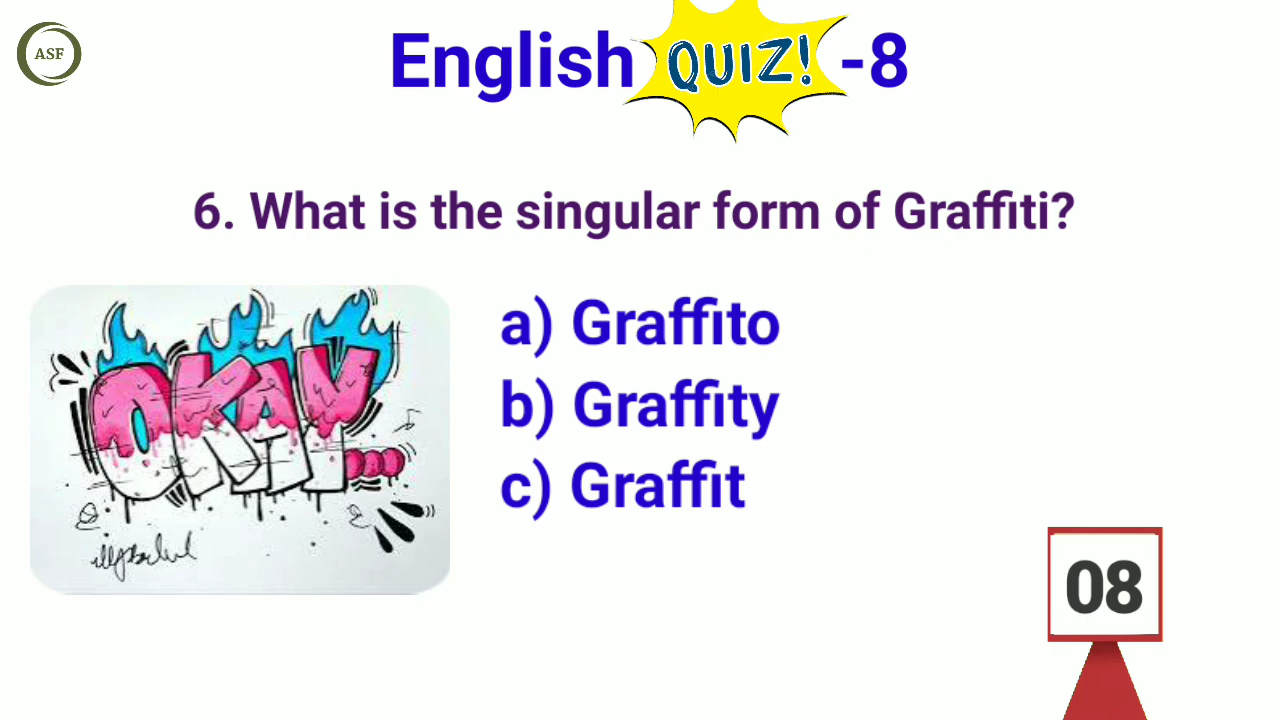 ASF
English QUIZ! -8
6. What is the singular form of Graffiti?
a) Graffito
b) Graffity
c) Graffit
OKAY...
08